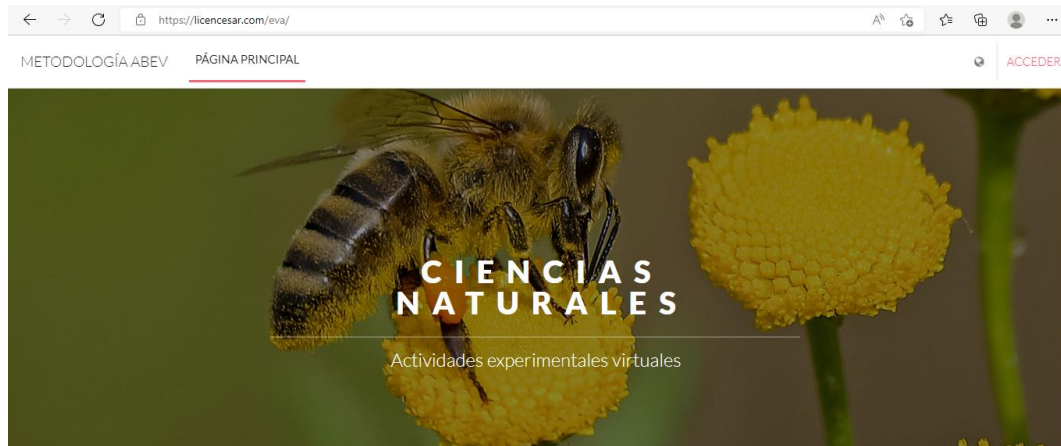 https://licencesar.com/eva/
METODOLOGÍA ABEV PÁGINA PRINCIPAL ACCEDER
CIENCIAS
NATURALES
Actividades experimentales virtuales